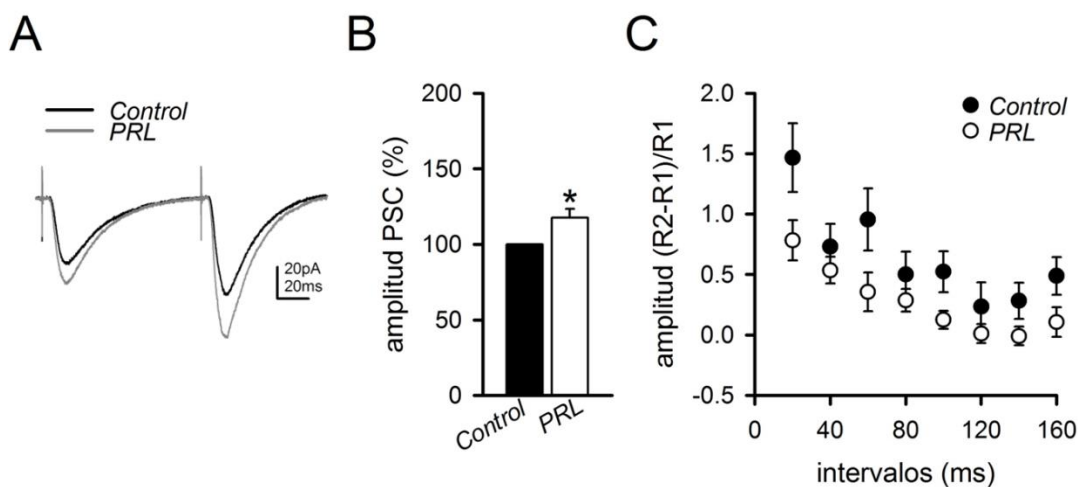 A
Control
PRL
20pA
20ms
B
amplitud PSC (%)
200
150
100
50
0
*
Control
PRL
C
amplitud (R2-R1)/R1
2.0
1.5
1.0
0.5
0.0
-0.5
Control
PRL
0 40 80 120 160
intervalos (ms)